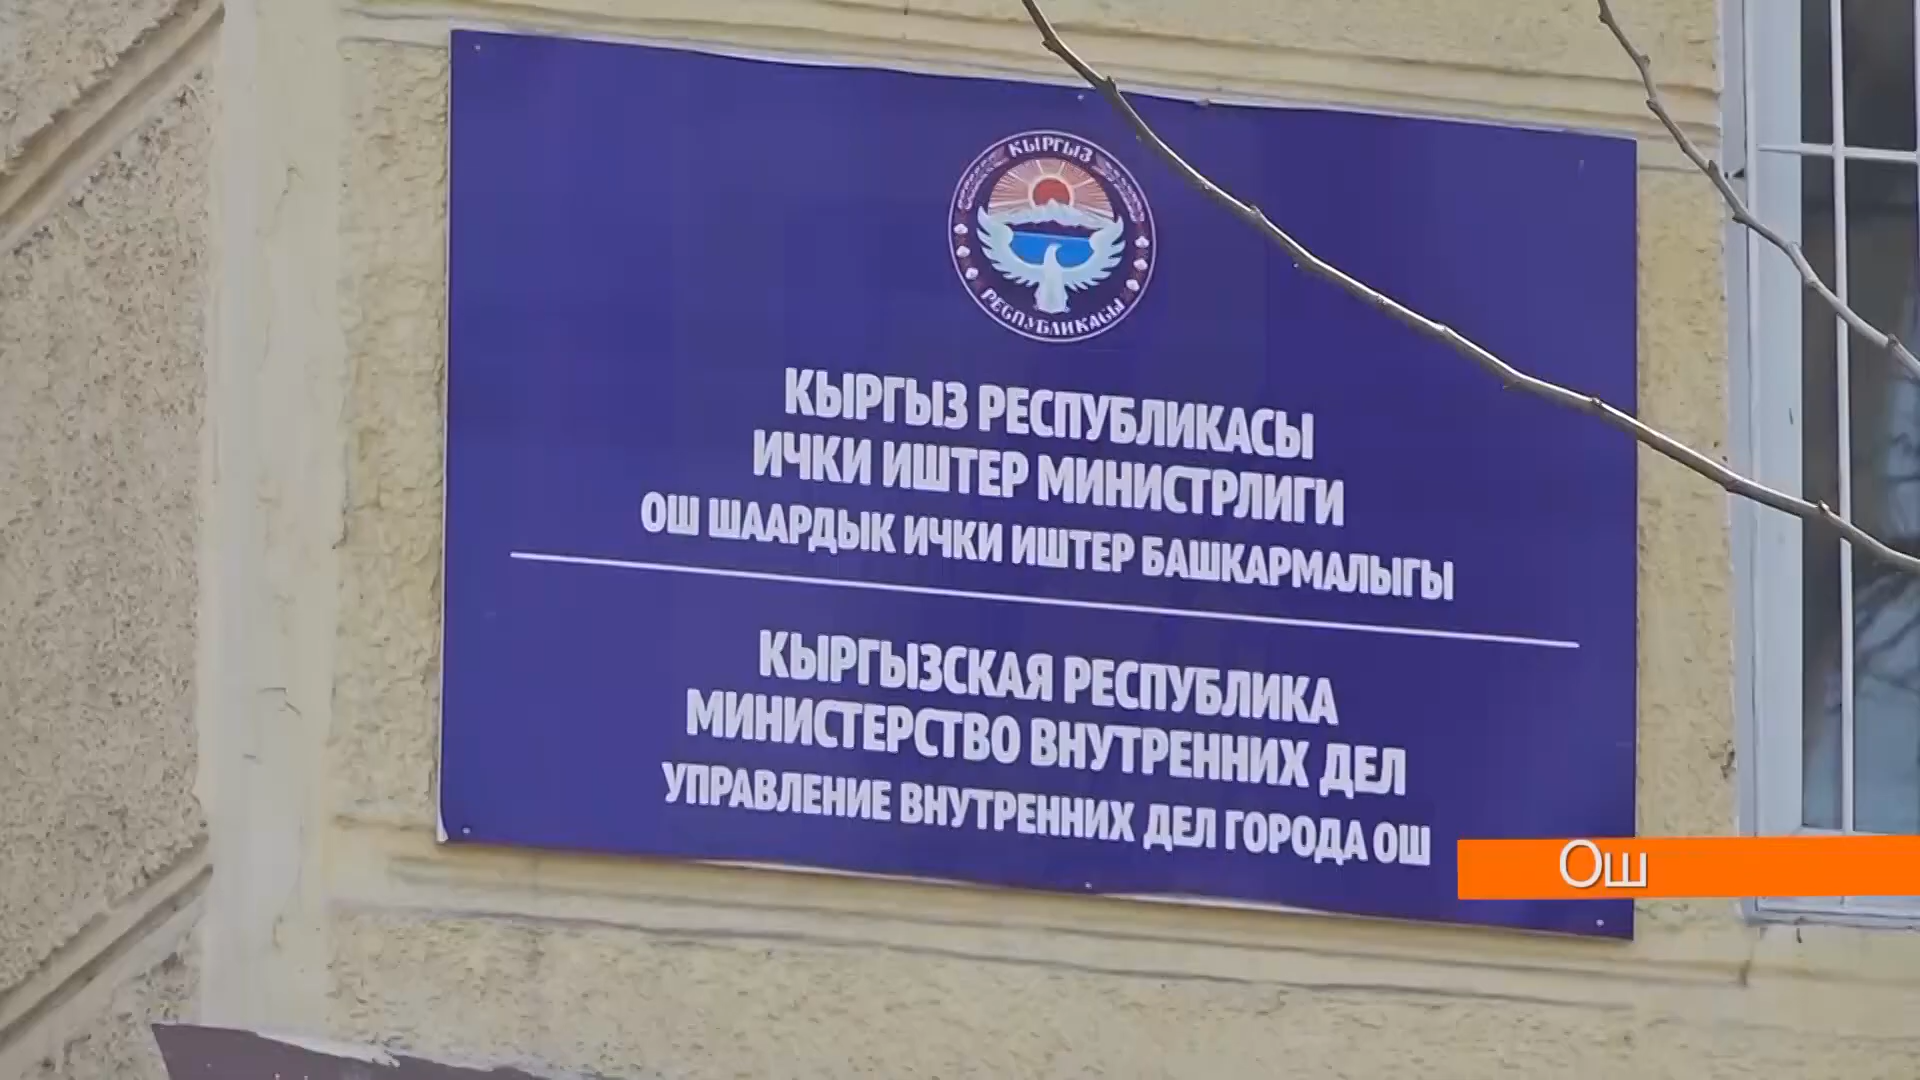 КЫРГЫЗ
РЕСПУБЛИКАСЫ
КЫРГЫЗ РЕСПУБЛИКАСЫ
ИЧКИ ИШТЕР МИНИСТРЛИГИ
ОШ ШААРДЫК ИЧКИ ИШТЕР БАШКАРМАЛЫГЫ
КЫРГЫЗСКАЯ РЕСПУБЛИКА
МИНИСТЕРСТВО ВНУТРЕННИХ ДЕЛ
УПРАВЛЕНИЕ ВНУТРЕННИХ ДЕЛ ГОРОДА ОШ
Ош